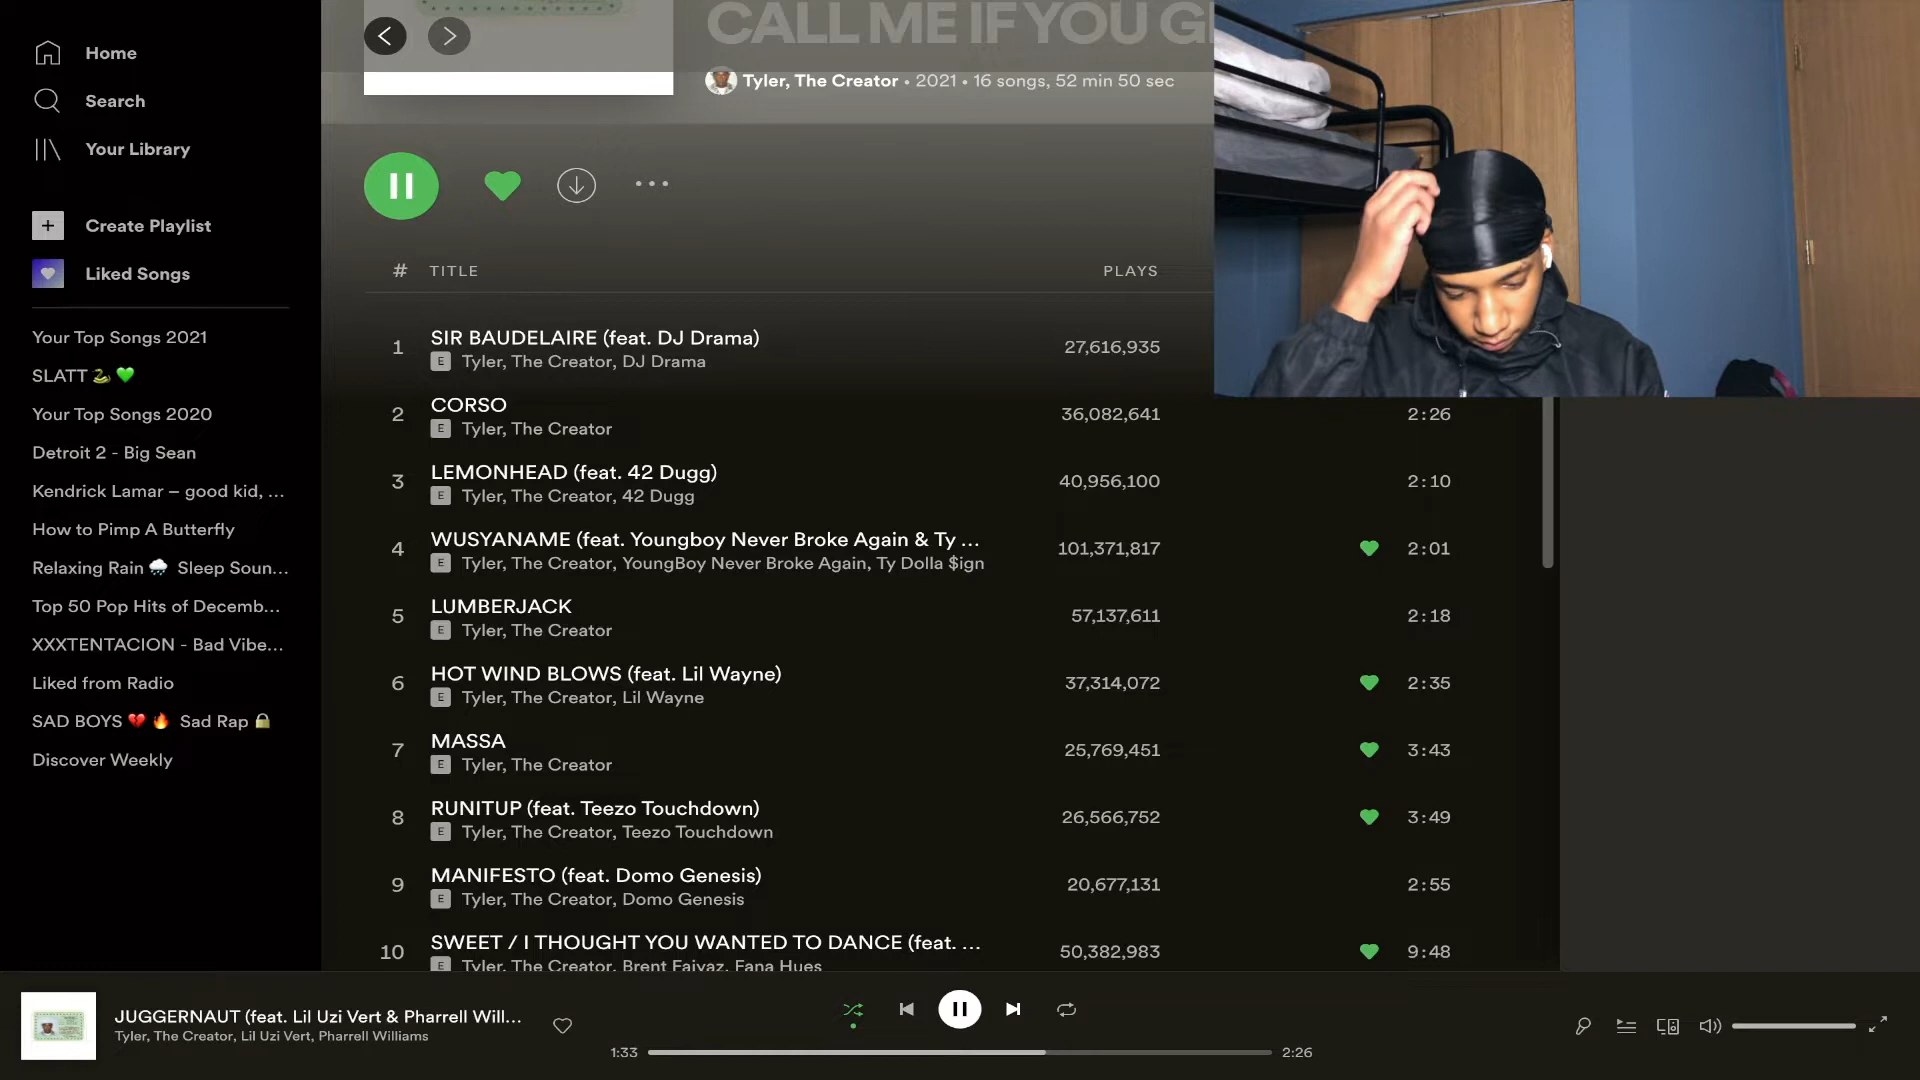 Home
Search
Your Library
Create Playlist
Liked Songs
Your Top Songs 2021
SLATT 🐍💚
Your Top Songs 2020
Detroit 2 - Big Sean
Kendrick Lamar – good kid, ...
How to Pimp A Butterfly
Relaxing Rain 🌧️ Sleep Soun...
Top 50 Pop Hits of Decemb...
XXXTENTACION - Bad Vibe...
Liked from Radio
SAD BOYS 💔🔥 Sad Rap 🔒
Discover Weekly
CALL ME IF YOU G
Tyler, The Creator • 2021 • 16 songs, 52 min 50 sec
# TITLE PLAYS
1 SIR BAUDELAIRE (feat. DJ Drama) 27,616,935
E Tyler, The Creator, DJ Drama
2 CORSO 36,082,641 2:26
E Tyler, The Creator
3 LEMONHEAD (feat. 42 Dugg) 40,956,100 2:10
E Tyler, The Creator, 42 Dugg
4 WUSYANAME (feat. Youngboy Never Broke Again & Ty ... 101,371,817 2:01
E Tyler, The Creator, YoungBoy Never Broke Again, Ty Dolla $ign
5 LUMBERJACK 57,137,611 2:18
E Tyler, The Creator
6 HOT WIND BLOWS (feat. Lil Wayne) 37,314,072 2:35
E Tyler, The Creator, Lil Wayne
7 MASSA 25,769,451 3:43
E Tyler, The Creator
8 RUNITUP (feat. Teezo Touchdown) 26,566,752 3:49
E Tyler, The Creator, Teezo Touchdown
9 MANIFESTO (feat. Domo Genesis) 20,677,131 2:55
E Tyler, The Creator, Domo Genesis
10 SWEET / I THOUGHT YOU WANTED TO DANCE (feat. ... 50,382,983 9:48
E Tyler, The Creator, Brent Faiyaz, Fana Hues
JUGGERNAUT (feat. Lil Uzi Vert & Pharrell Will...
Tyler, The Creator, Lil Uzi Vert, Pharrell Williams
1:33 2:26